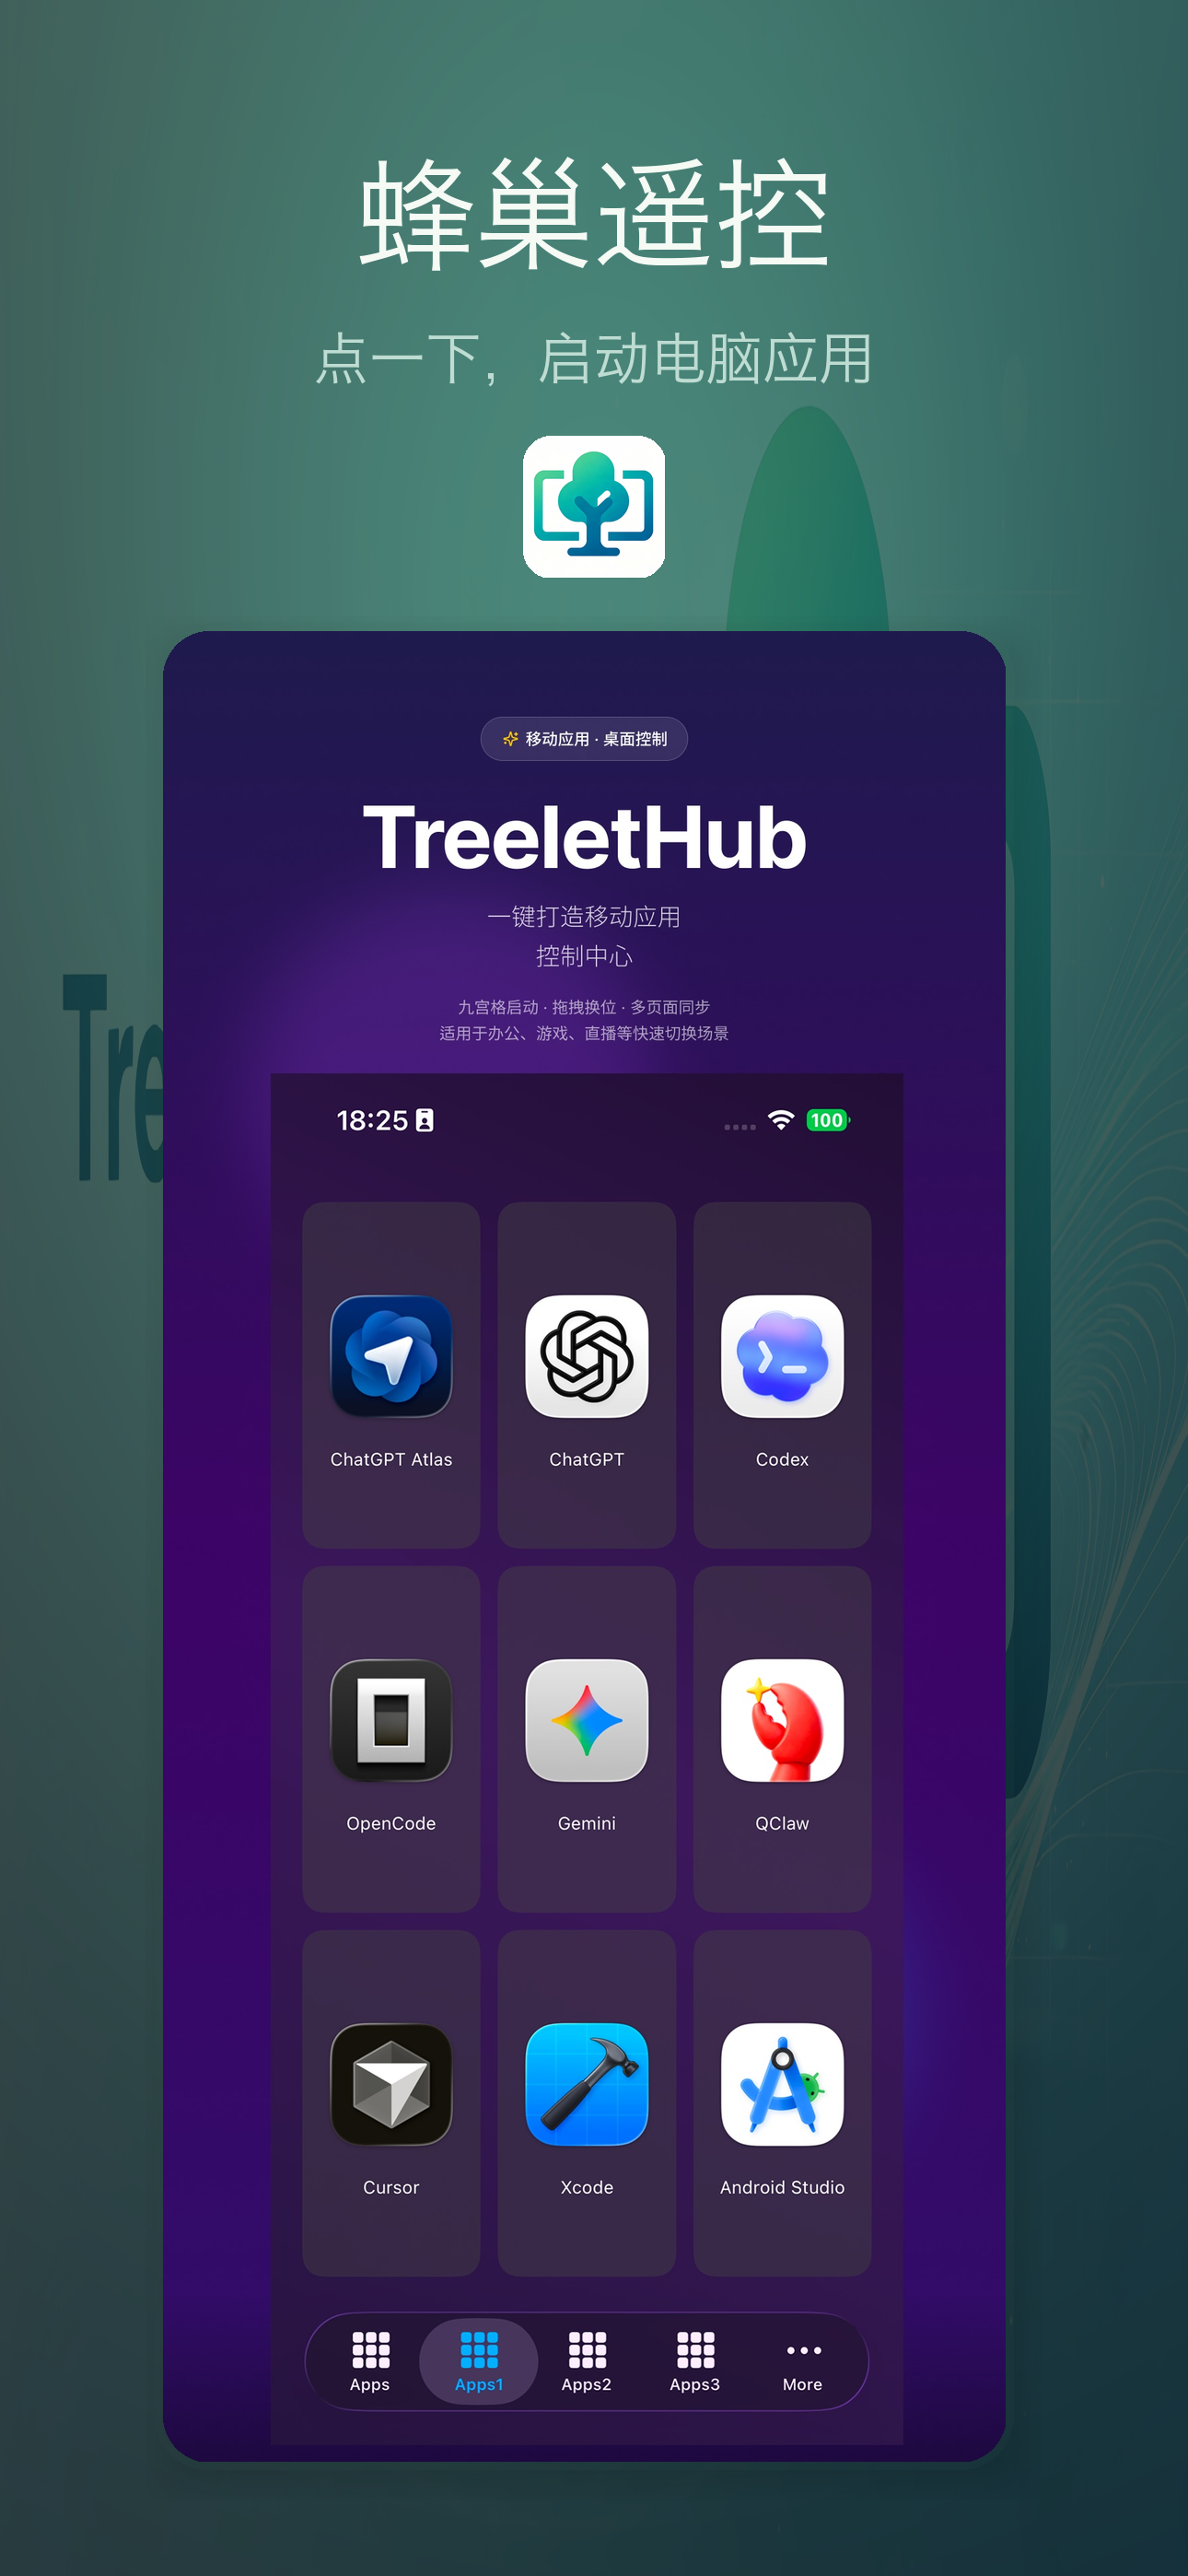 蜂巢遥控
点一下，启动电脑应用
移动应用 · 桌面控制
TreeletHub
一键打造移动应用
控制中心
九宫格启动 · 拖拽换位 · 多页面同步
适用于办公、游戏、直播等快速切换场景
Tre
18:25
100
ChatGPT Atlas
ChatGPT
Codex
OpenCode
Gemini
QClaw
Cursor
Xcode
Android Studio
Apps
Apps1
Apps2
Apps3
More